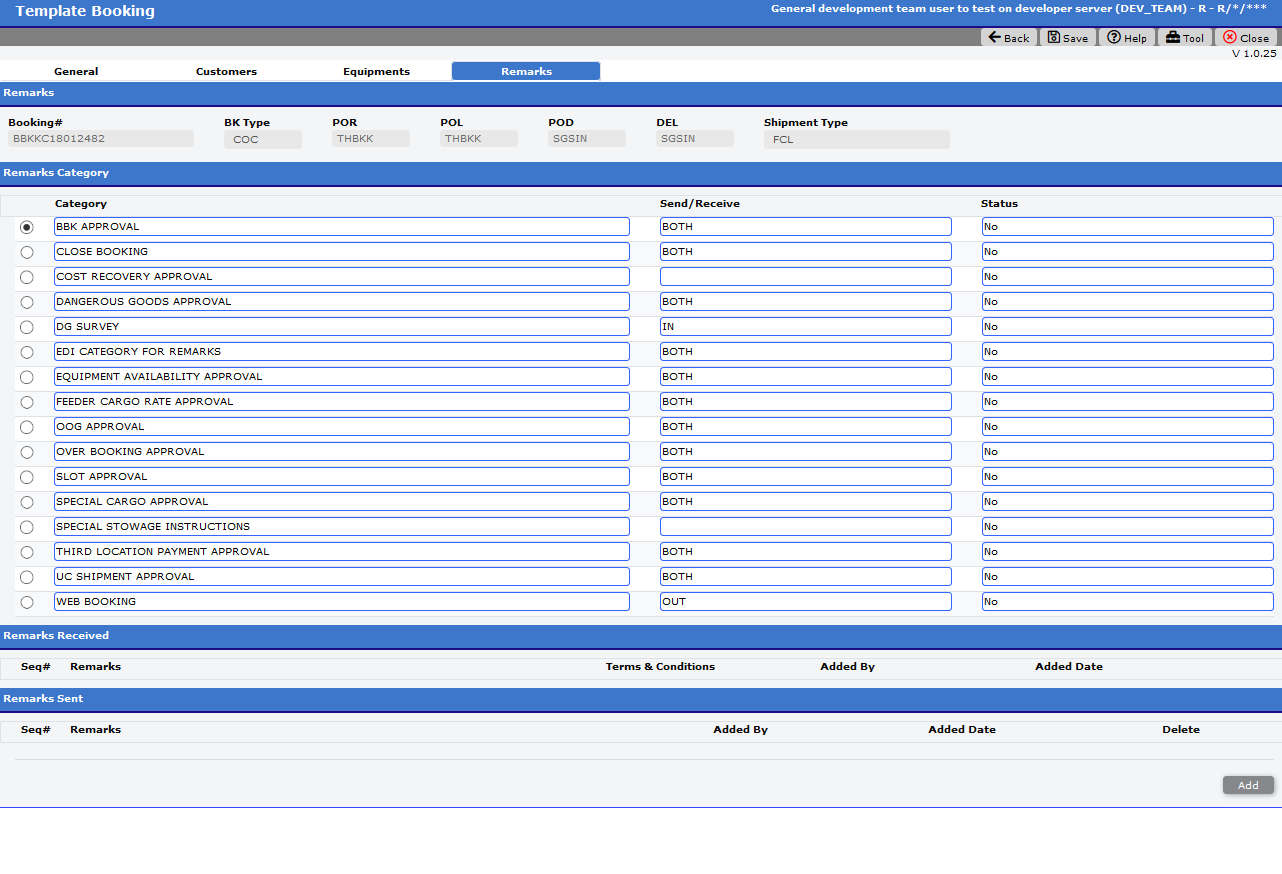 Template Booking General development team user to test on developer server (DEV_TEAM) - R - R/*/***
Back Save Help Tool Close
V 1.0.25
General Customers Equipments Remarks
Remarks
Booking# BK Type POR POL POD DEL Shipment Type
BBKKC18012482 COC THBKK THBKK SGSIN SGSIN FCL
Remarks Category
Category Send/Receive Status
BBK APPROVAL BOTH No
CLOSE BOOKING BOTH No
COST RECOVERY APPROVAL No
DANGEROUS GOODS APPROVAL BOTH No
DG SURVEY IN No
EDI CATEGORY FOR REMARKS BOTH No
EQUIPMENT AVAILABILITY APPROVAL BOTH No
FEEDER CARGO RATE APPROVAL BOTH No
OOG APPROVAL BOTH No
OVER BOOKING APPROVAL BOTH No
SLOT APPROVAL BOTH No
SPECIAL CARGO APPROVAL BOTH No
SPECIAL STOWAGE INSTRUCTIONS No
THIRD LOCATION PAYMENT APPROVAL BOTH No
UC SHIPMENT APPROVAL BOTH No
WEB BOOKING OUT No
Remarks Received
Seq# Remarks Terms & Conditions Added By Added Date
Remarks Sent
Seq# Remarks Added By Added Date Delete
Add